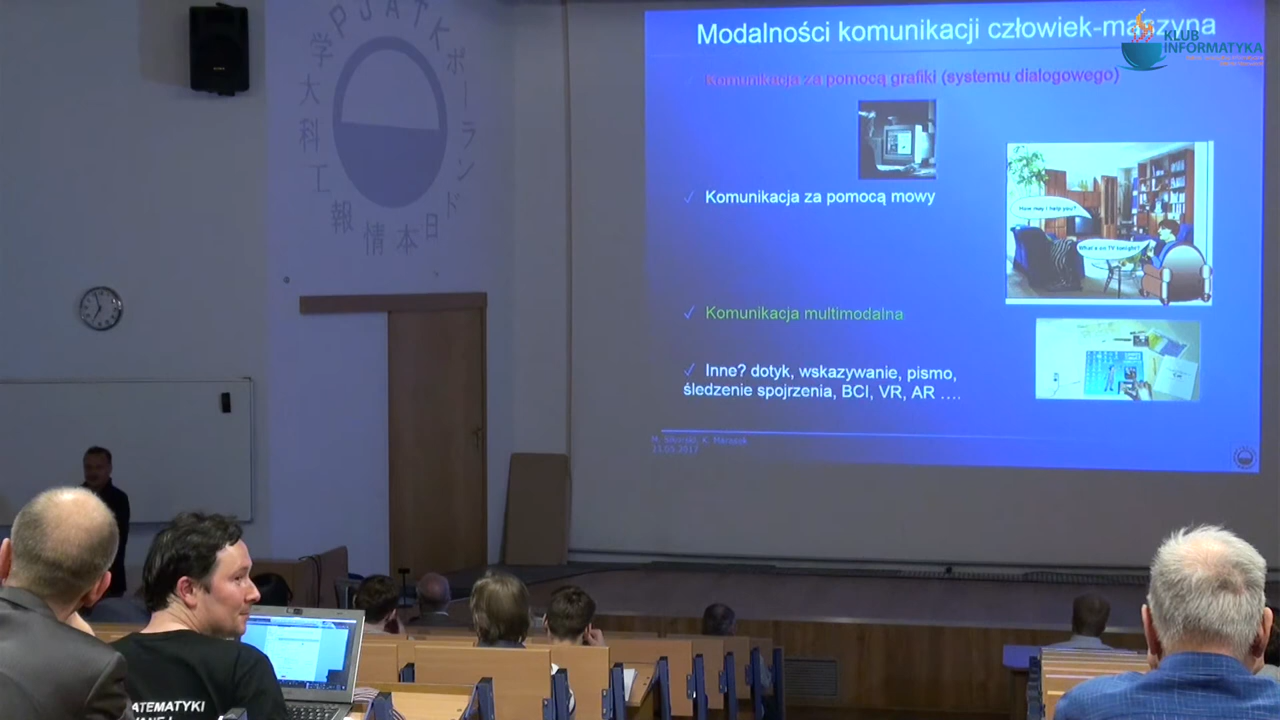 PJATK
ポーランド
日本情報
工科大学
Modalności komunikacji człowiek-maszyna
KLUB
INFORMATYKA
Komunikacja za pomocą grafiki (systemu dialogowego)
✓ Komunikacja za pomocą mowy
How may I help you?
What's on TV tonight?
✓ Komunikacja multimodalna
✓ Inne? dotyk, wskazywanie, pismo,
śledzenie spojrzenia, BCI, VR, AR ….
M. Sikorski, K. Marasek
ATEMATYKI